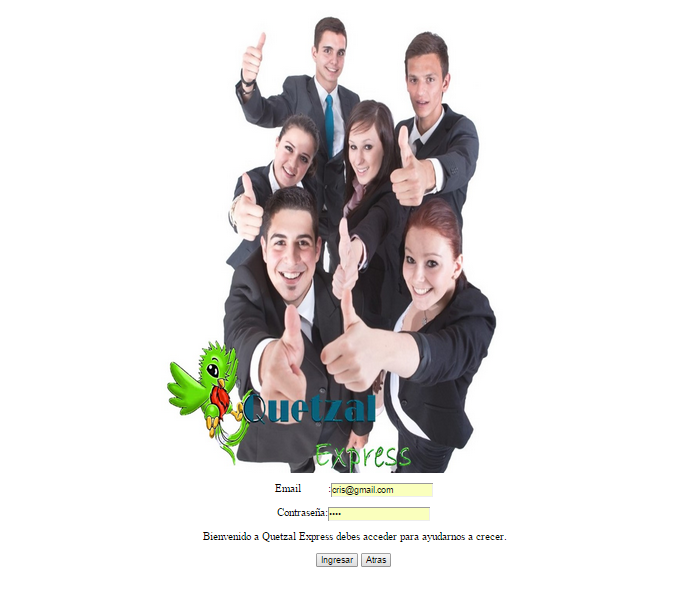 Quetzal
Express
Email :cris@gmail.com
Contraseña:••••
Bienvenido a Quetzal Express debes acceder para ayudarnos a crecer.
Ingresar Atras